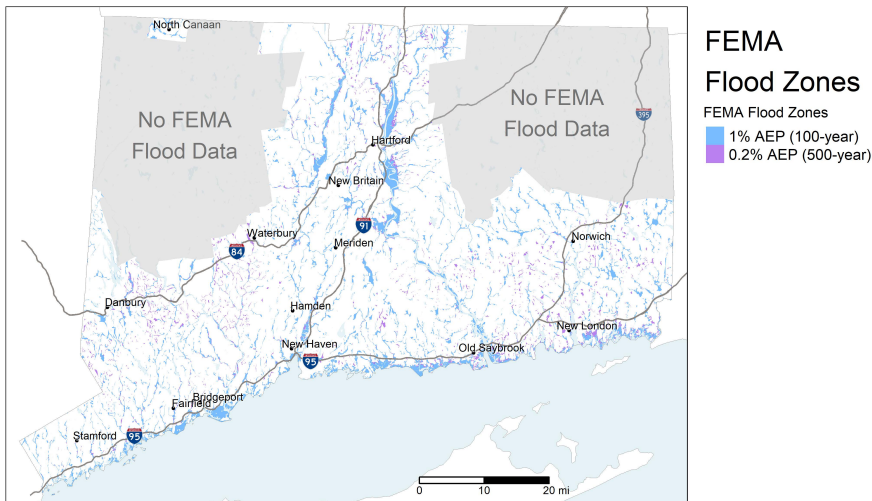 FEMA
Flood Zones
FEMA Flood Zones
1% AEP (100-year)
0.2% AEP (500-year)
North Canaan
No FEMA
Flood Data
No FEMA
Flood Data
395
Hartford
New Britain
91
Waterbury
84
Meriden
Norwich
Danbury
Hamden
New London
New Haven
95
Old Saybrook
Bridgeport
Fairfield
Stamford
95
0 10 20 mi